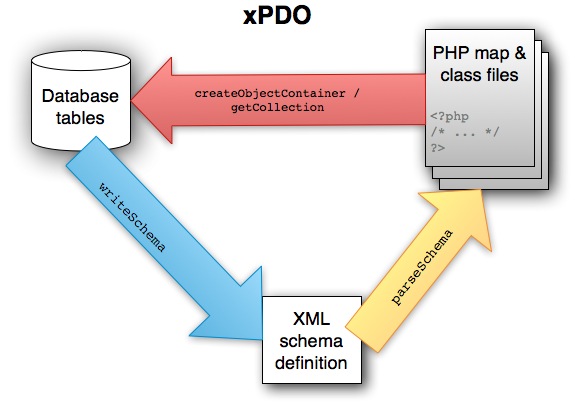 xPDO
Database
tables
createObjectContainer /
getCollection
PHP map &
class files
<?php
/* ... */
?>
writeSchema
parseSchema
XML
schema
definition